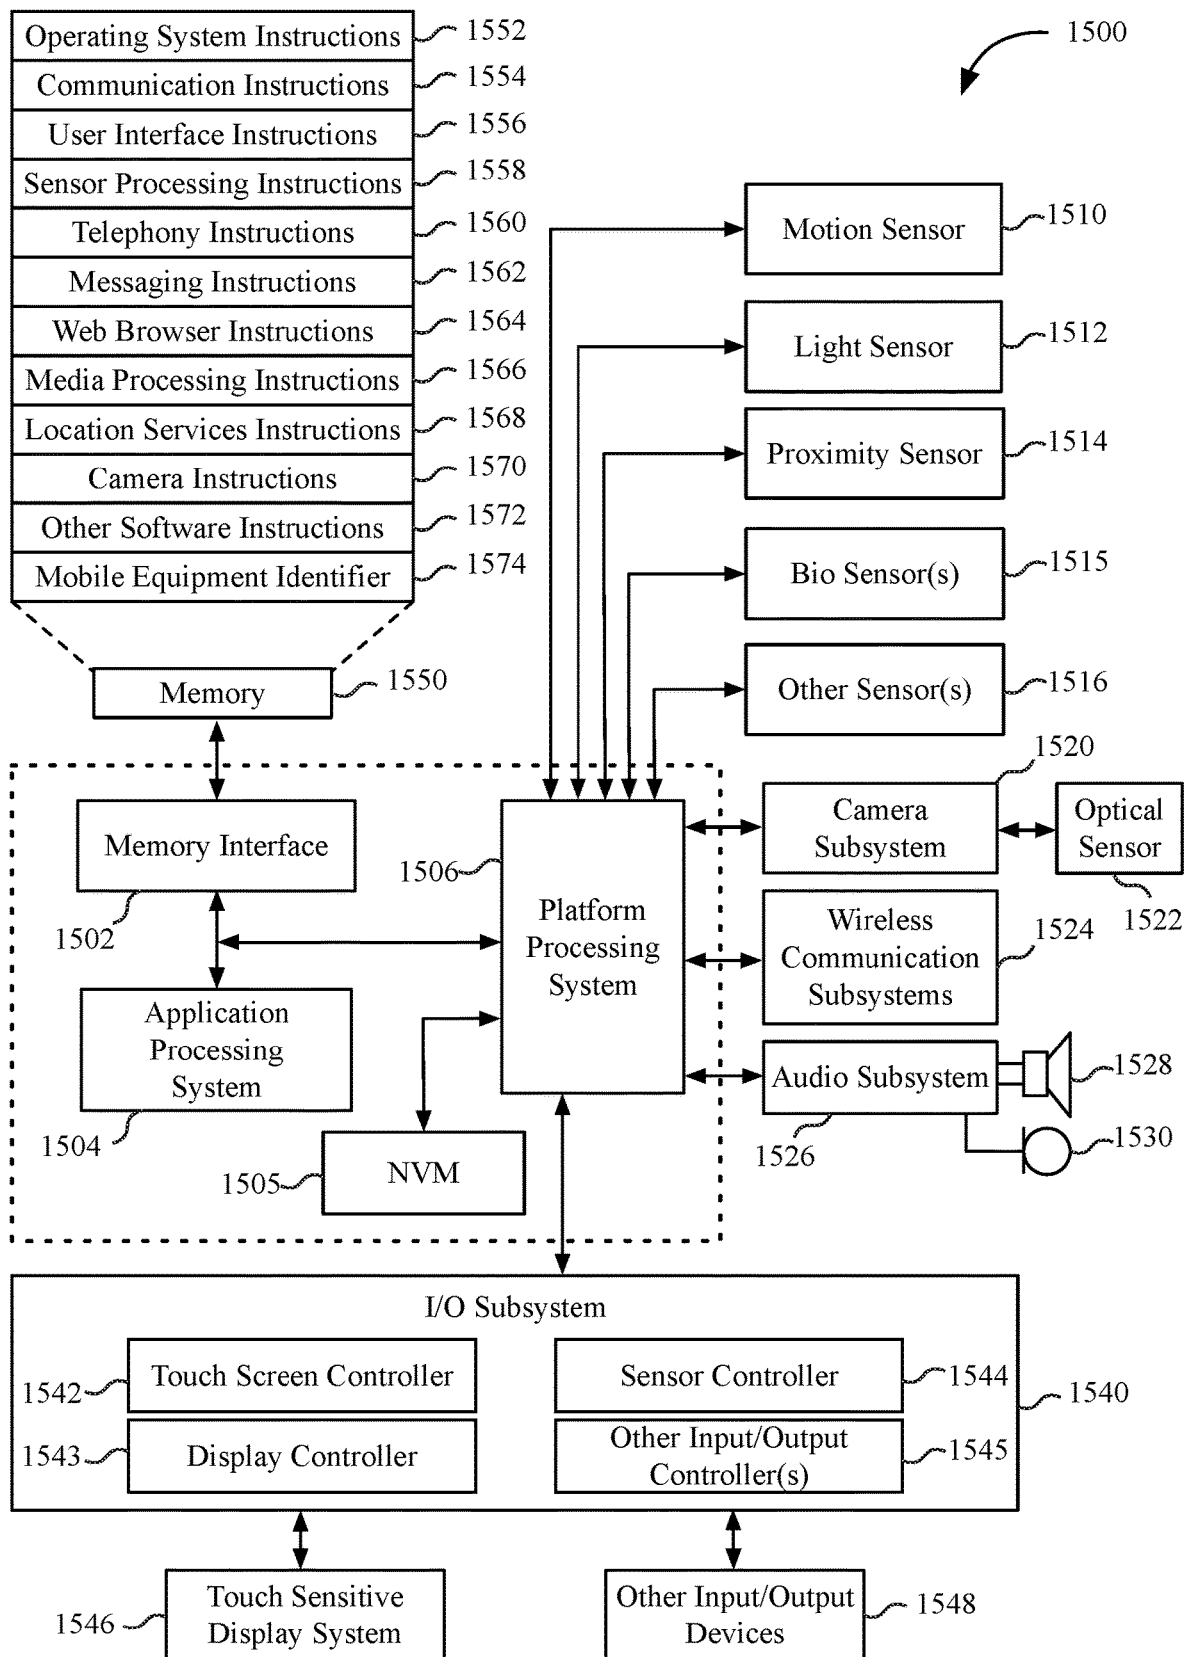 Operating System Instructions 1552
Communication Instructions 1554
User Interface Instructions 1556
Sensor Processing Instructions 1558
Telephony Instructions 1560
Messaging Instructions 1562
Web Browser Instructions 1564
Media Processing Instructions 1566
Location Services Instructions 1568
Camera Instructions 1570
Other Software Instructions 1572
Mobile Equipment Identifier 1574
Memory 1550
1500
Motion Sensor 1510
Light Sensor 1512
Proximity Sensor 1514
Bio Sensor(s) 1515
Other Sensor(s) 1516
Memory Interface
1502
Application
Processing
System
1504
1505 NVM
1506
Platform
Processing
System
1520
Camera
Subsystem
Optical
Sensor
1522
Wireless
Communication
Subsystems
1524
Audio Subsystem
1526
1528
1530
I/O Subsystem
1540
1542 Touch Screen Controller
Sensor Controller 1544
1543 Display Controller
Other Input/Output
Controller(s)
1545
Touch Sensitive
Display System
1546
Other Input/Output
Devices
1548